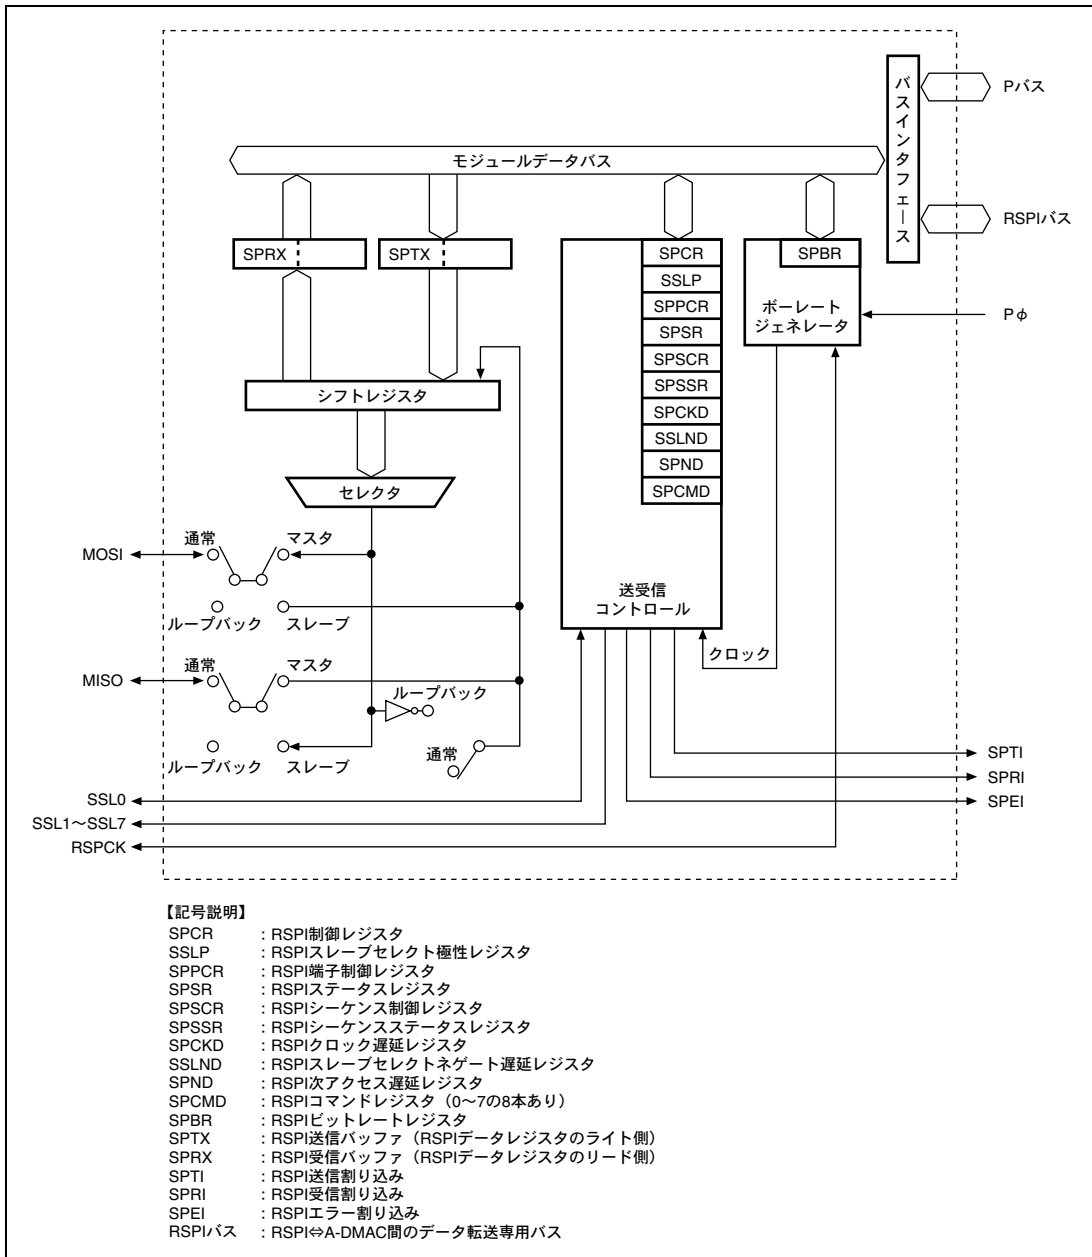 Pバス
バスインタフェース
モジュールデータバス
RSPIバス
SPRX
SPTX
SPCR
SPBR
SSLP
SPPCR
ボーレート
ジェネレータ
Pφ
SPSR
SPSCR
SPSSR
シフトレジスタ
SPCKD
SSLND
SPND
SPCMD
セレクタ
通常
マスタ
MOSI
送受信
コントロール
ループバック
スレーブ
クロック
通常
マスタ
MISO
ループバック
通常
ループバック
スレーブ
SPTI
SPRI
SSL0
SPEI
SSL1～SSL7
RSPCK
【記号説明】
SPCR : RSPI制御レジスタ
SSLP : RSPIスレーブセレクト極性レジスタ
SPPCR : RSPI端子制御レジスタ
SPSR : RSPIステータスレジスタ
SPSCR : RSPIシーケンス制御レジスタ
SPSSR : RSPIシーケンスステータスレジスタ
SPCKD : RSPIクロック遅延レジスタ
SSLND : RSPIスレーブセレクトネゲート遅延レジスタ
SPND : RSPI次アクセス遅延レジスタ
SPCMD : RSPIコマンドレジスタ（0～7の8本あり）
SPBR : RSPIビットレートレジスタ
SPTX : RSPI送信バッファ（RSPIデータレジスタのライト側）
SPRX : RSPI受信バッファ（RSPIデータレジスタのリード側）
SPTI : RSPI送信割り込み
SPRI : RSPI受信割り込み
SPEI : RSPIエラー割り込み
RSPIバス : RSPI⇔A-DMAC間のデータ転送専用バス